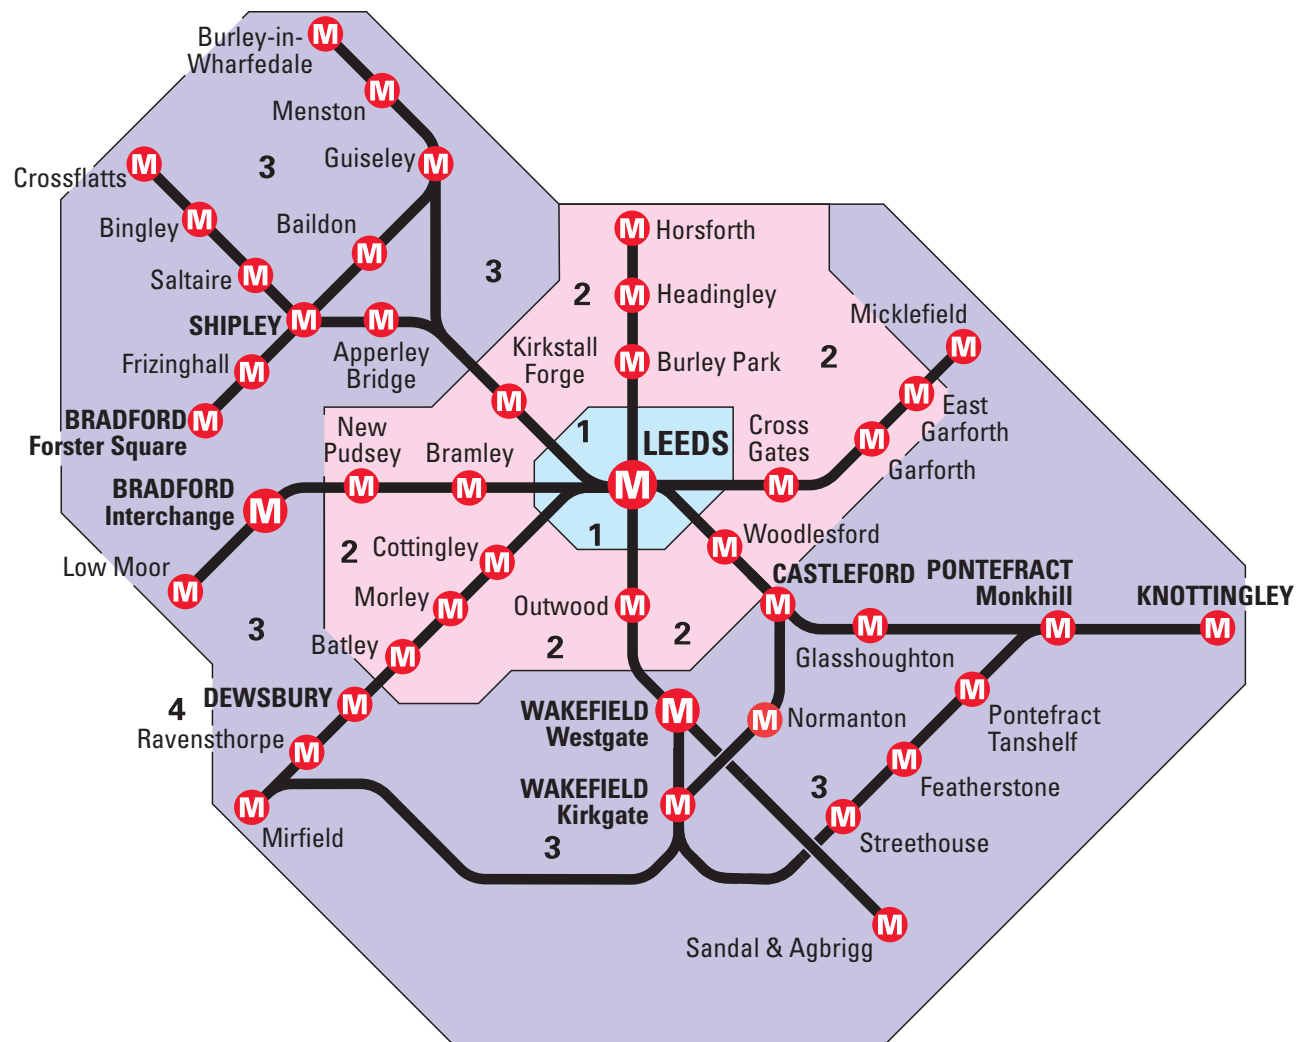 Burley-in-
Wharfedale
M
M
Menston
3
Guiseley
M
Crossflatts
M
Bingley
M
Baildon
M
Saltaire
M
3
SHIPLEY
M
M
Apperley
Bridge
Frizinghall
M
BRADFORD
Forster Square
M
M
Horsforth
2
M
Headingley
Kirkstall
Forge
M
M
Burley Park
2
Micklefield
M
M
East
Garforth
M
Garforth
Cross
Gates
M
1
LEEDS
M
New
Pudsey
M
Bramley
M
BRADFORD
Interchange
M
Low Moor
M
1
2
Cottingley
M
Morley
M
Batley
M
3
DEWSBURY
M
4
Ravensthorpe
M
M
Mirfield
Outwood
M
2
2
M
Woodlesford
CASTLEFORD
M
M
Glasshoughton
PONTEFRACT
Monkhill
M
KNOTTINGLEY
M
WAKEFIELD
Westgate
M
M
Normanton
M
Pontefract
Tanshelf
M
Featherstone
WAKEFIELD
Kirkgate
M
3
3
M
Streethouse
M
Sandal & Agbrigg